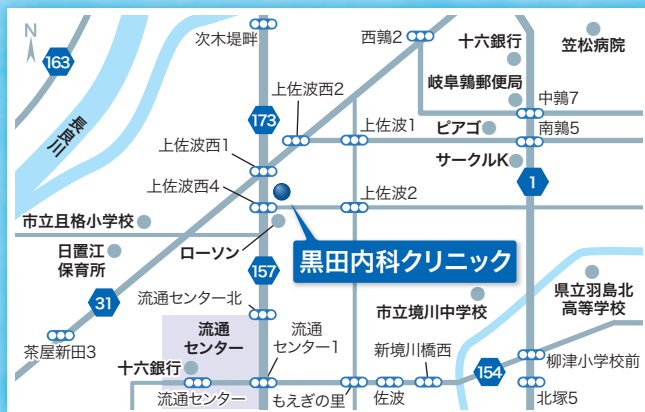 N
163
次木堤畔
西鶉2
十六銀行
笠松病院
岐阜鶉郵便局
長良川
173
上佐波西2
中鶉7
上佐波1
ピアゴ
南鶉5
上佐波西1
サークルK
上佐波西4
上佐波2
1
市立且格小学校
ローソン
日置江
保育所
黒田内科クリニック
157
31
流通センター北
市立境川中学校
県立羽島北
高等学校
茶屋新田3
流通
センター
流通
センター1
新境川橋西
柳津小学校前
十六銀行
154
流通センター
もえぎの里
佐波
北塚5